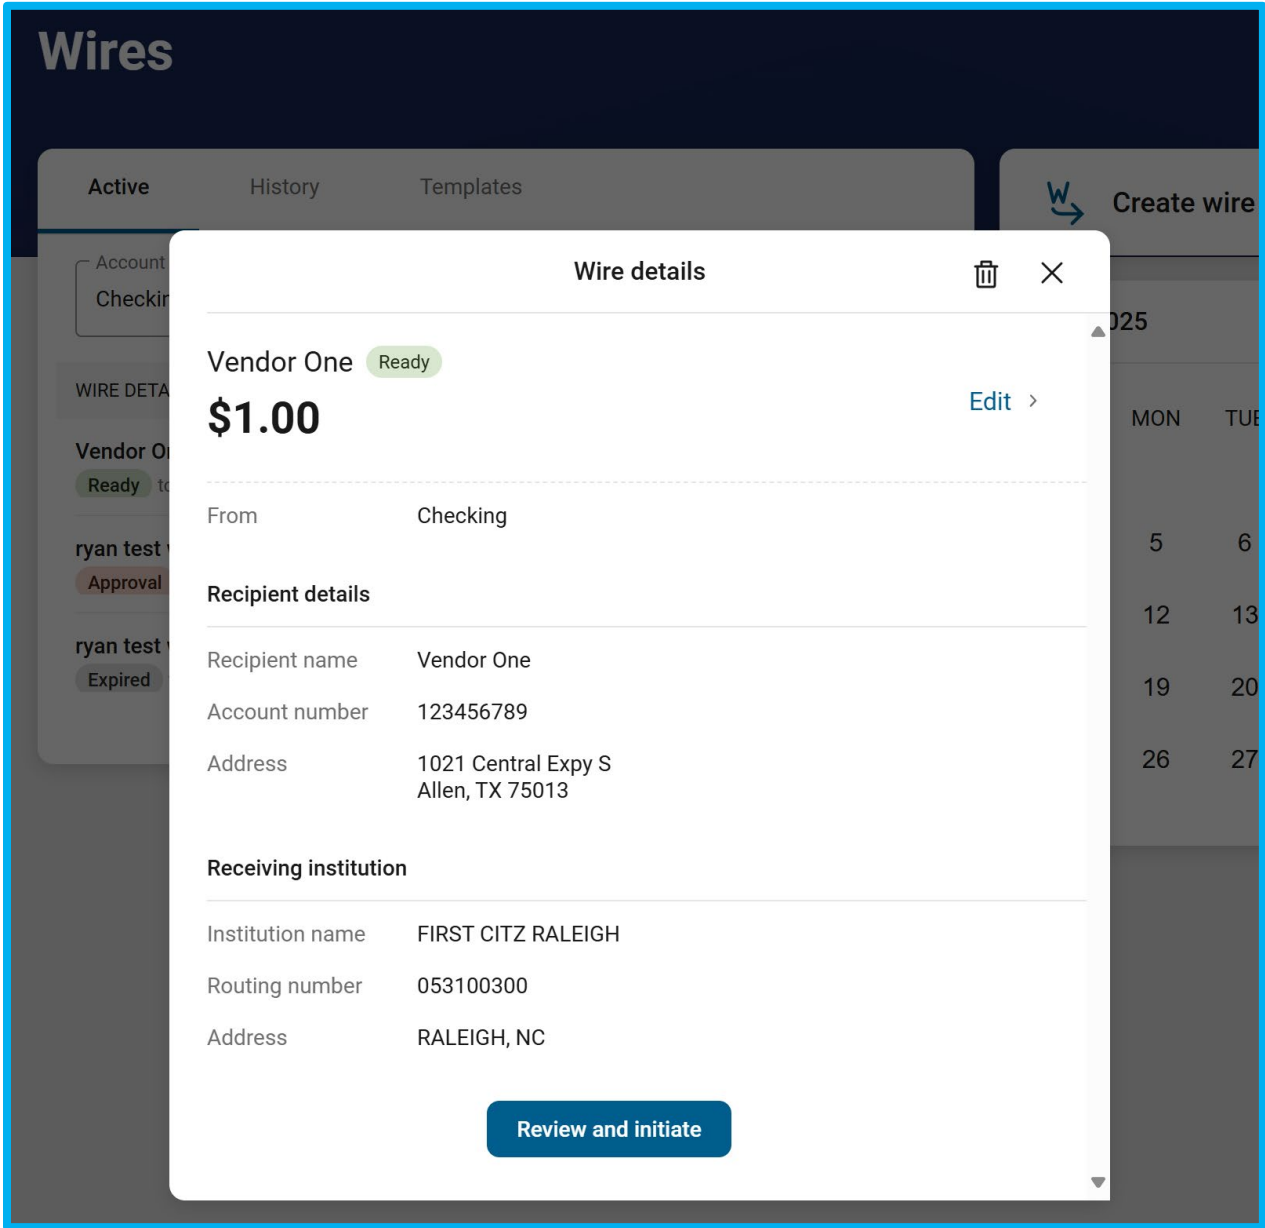 Wires
Active
History
Templates
Create wire
Account
Checkin
WIRE DETA
Vendor O
Ready to
ryan test
Approval
ryan test
Expired
Wire details
Vendor One Ready
$1.00
Edit
From Checking
Recipient details
Recipient name Vendor One
Account number 123456789
Address 1021 Central Expy S
Allen, TX 75013
Receiving institution
Institution name FIRST CITZ RALEIGH
Routing number 053100300
Address RALEIGH, NC
Review and initiate
025
MON TUE
5 6
12 13
19 20
26 27